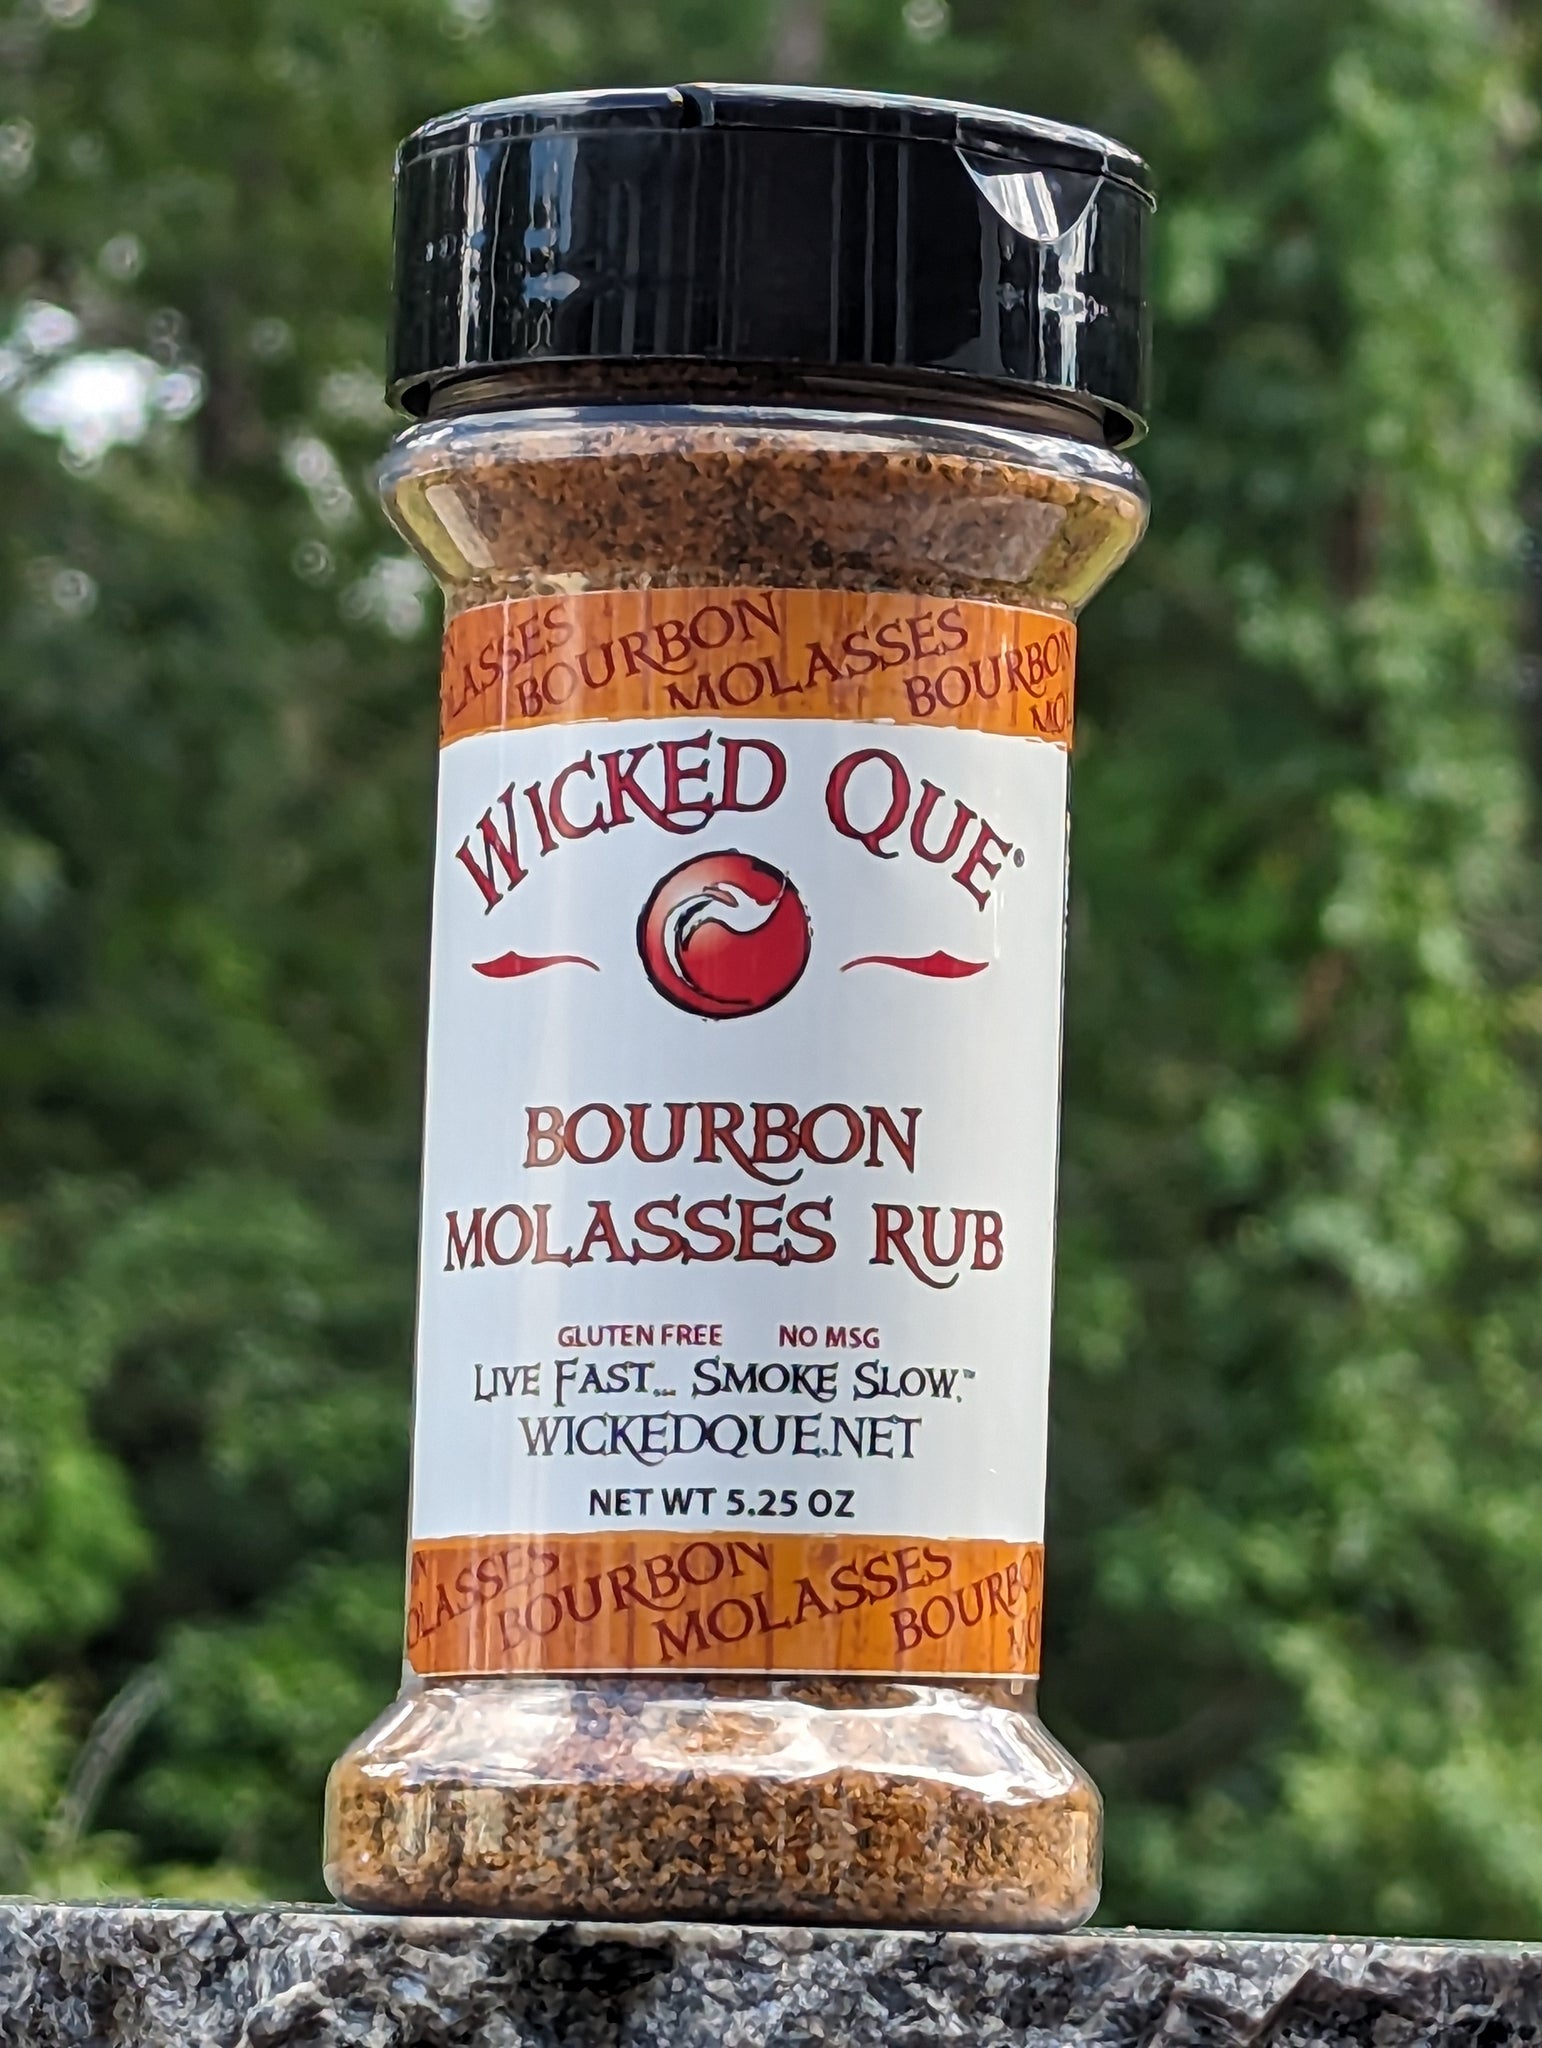 MOLASSES BOURBON MOLASSES BOURBON
WICKED QUE®
BOURBON
MOLASSES RUB
GLUTEN FREE NO MSG
LIVE FAST... SMOKE SLOW.™
WICKEDQUE.NET
NET WT 5.25 OZ
MOLASSES BOURBON MOLASSES BOURBON